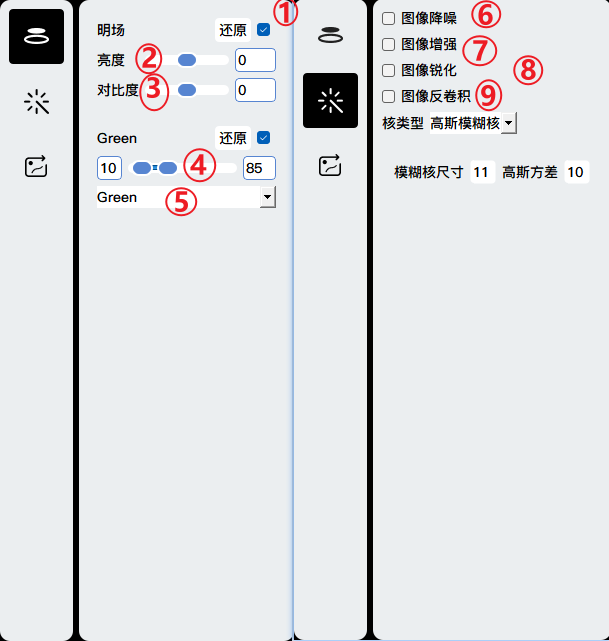 ①
明场 还原
亮度 ② 0
对比度 ③ 0
Green 还原
10 ④ 85
Green ⑤
图像降噪 ⑥
图像增强 ⑦
图像锐化 ⑧
图像反卷积 ⑨
核类型 高斯模糊核
模糊核尺寸 11 高斯方差 10